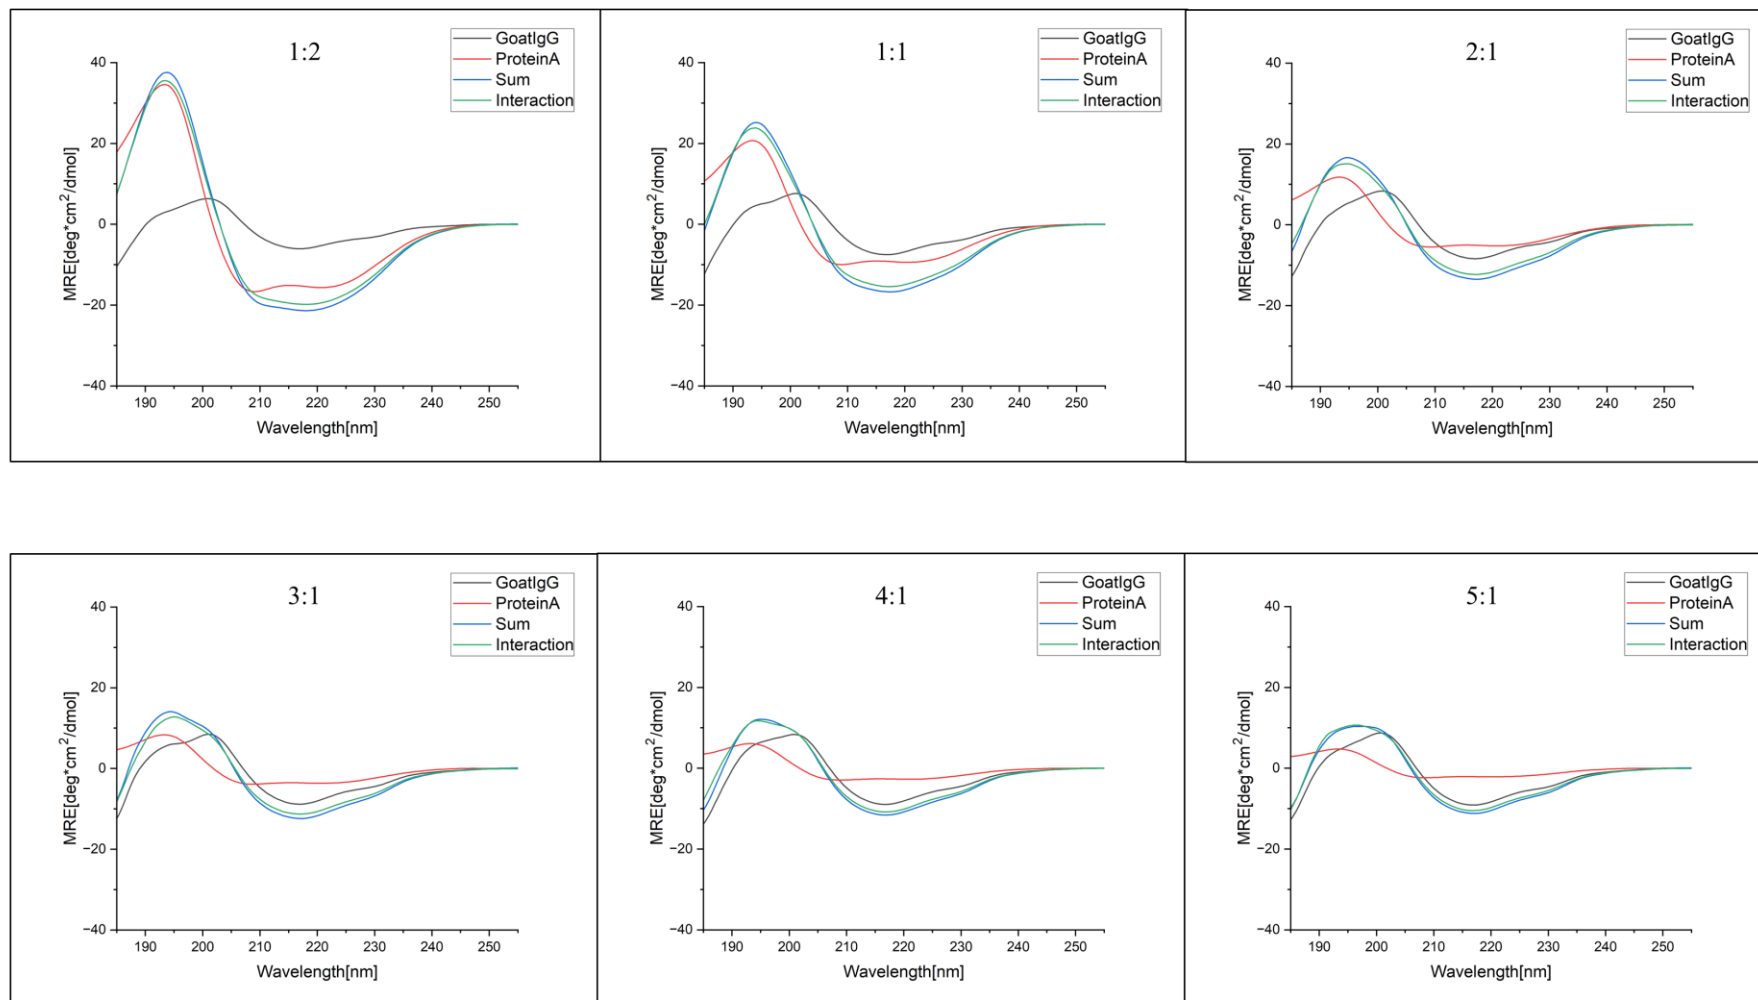 1:2
GoatIgG
ProteinA
Sum
Interaction
40
20
0
−20
−40
MRE[deg*cm²/dmol]
190 200 210 220 230 240 250
Wavelength[nm]
1:1
GoatIgG
ProteinA
Sum
Interaction
40
20
0
−20
−40
MRE[deg*cm²/dmol]
190 200 210 220 230 240 250
Wavelength[nm]
2:1
GoatIgG
ProteinA
Sum
Interaction
40
20
0
−20
−40
MRE[deg*cm²/dmol]
190 200 210 220 230 240 250
Wavelength[nm]
3:1
GoatIgG
ProteinA
Sum
Interaction
40
20
0
−20
−40
MRE[deg*cm²/dmol]
190 200 210 220 230 240 250
Wavelength[nm]
4:1
GoatIgG
ProteinA
Sum
Interaction
40
20
0
−20
−40
MRE[deg*cm²/dmol]
190 200 210 220 230 240 250
Wavelength[nm]
5:1
GoatIgG
ProteinA
Sum
Interaction
40
20
0
−20
−40
MRE[deg*cm²/dmol]
190 200 210 220 230 240 250
Wavelength[nm]